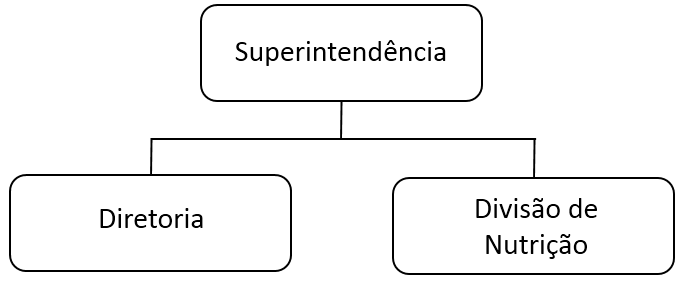 Superintendência
Diretoria
Divisão de
Nutrição